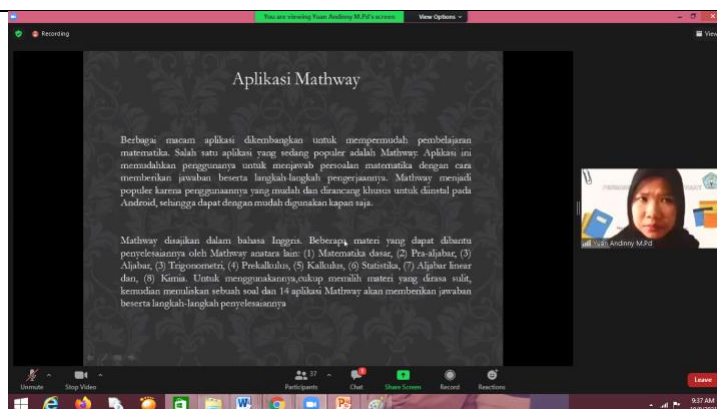 You are viewing Yuan Andinny M.Pd's screen
View Options
Recording
View
Aplikasi Mathway
Berbagai macam aplikasi dikembangkan untuk mempermudah pembelajaran
matematika. Salah satu aplikasi yang sedang populer adalah Mathway. Aplikasi ini
memudahkan penggunanya untuk menjawab persoalan matematika dengan cara
memberikan jawaban beserta langkah-langkah pengerjaannya. Mathway menjadi
populer karena penggunaannya yang mudah dan dirancang khusus untuk diinstal pada
Android, sehingga dapat dengan mudah digunakan kapan saja.
Mathway disajikan dalam bahasa Inggris. Beberapa materi yang dapat dibantu
penyelesaiannya oleh Mathway anatara lain: (1) Matematika dasar, (2) Pra-aljabar, (3)
Aljabar, (3) Trigonometri, (4) Prekalkulus, (5) Kalkulus, (6) Statistika, (7) Aljabar linear
dan, (8) Kimia. Untuk menggunakannya,cukup memilih materi yang dirasa sulit,
kemudian menuliskan sebuah soal dan 14 aplikasi Mathway akan memberikan jawaban
beserta langkah-langkah penyelesaiannya
Yuan Andinny M.Pd
Unmute
Stop Video
37
Participants
Chat
Share Screen
Record
Reactions
Leave
9:37 AM